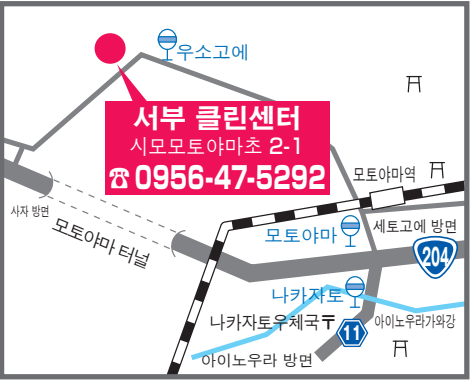 우소고에
서부 클린센터
시모모토야마초 2-1
☎ 0956-47-5292
모토야마역
사자 방면
모토야마 터널
모토야마
세토고에 방면
204
나카자토
나카자토우체국〒
11
아이노우라가와강
아이노우라 방면